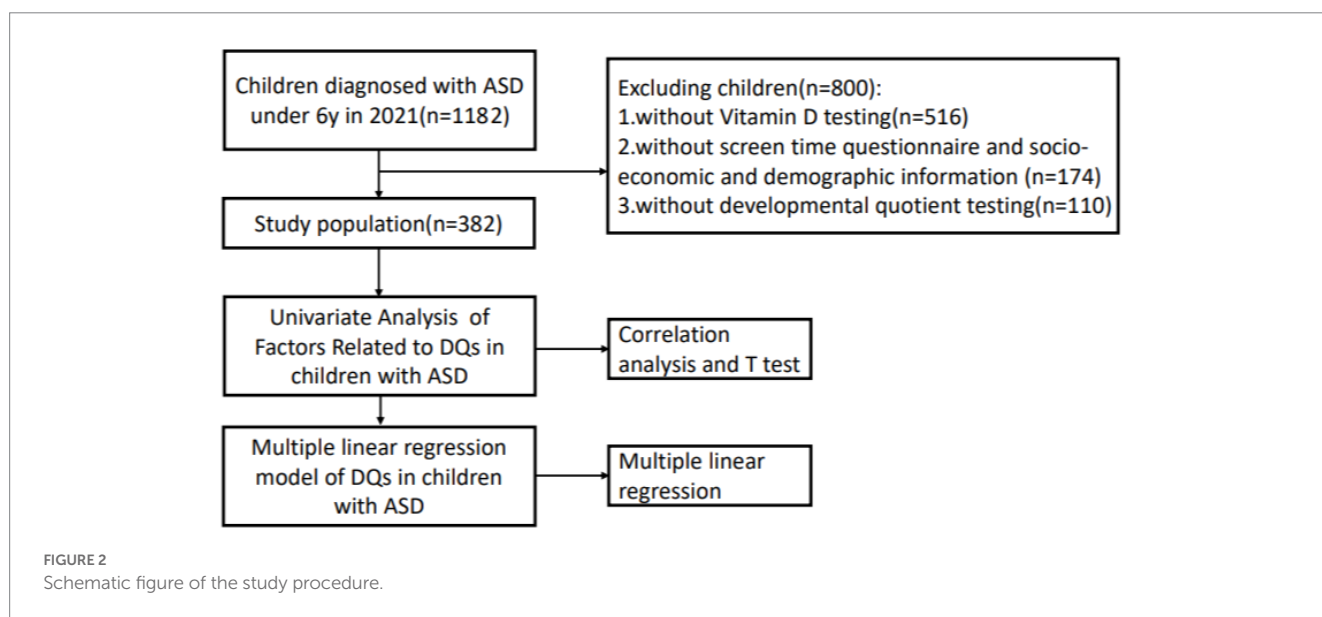 Children diagnosed with ASD
under 6y in 2021(n=1182)
Excluding children(n=800):
1.without Vitamin D testing(n=516)
2.without screen time questionnaire and socio-
economic and demographic information (n=174)
3.without developmental quotient testing(n=110)
Study population(n=382)
Univariate Analysis of
Factors Related to DQs in
children with ASD
Correlation
analysis and T test
Multiple linear regression
model of DQs in children
with ASD
Multiple linear
regression
FIGURE 2
Schematic figure of the study procedure.